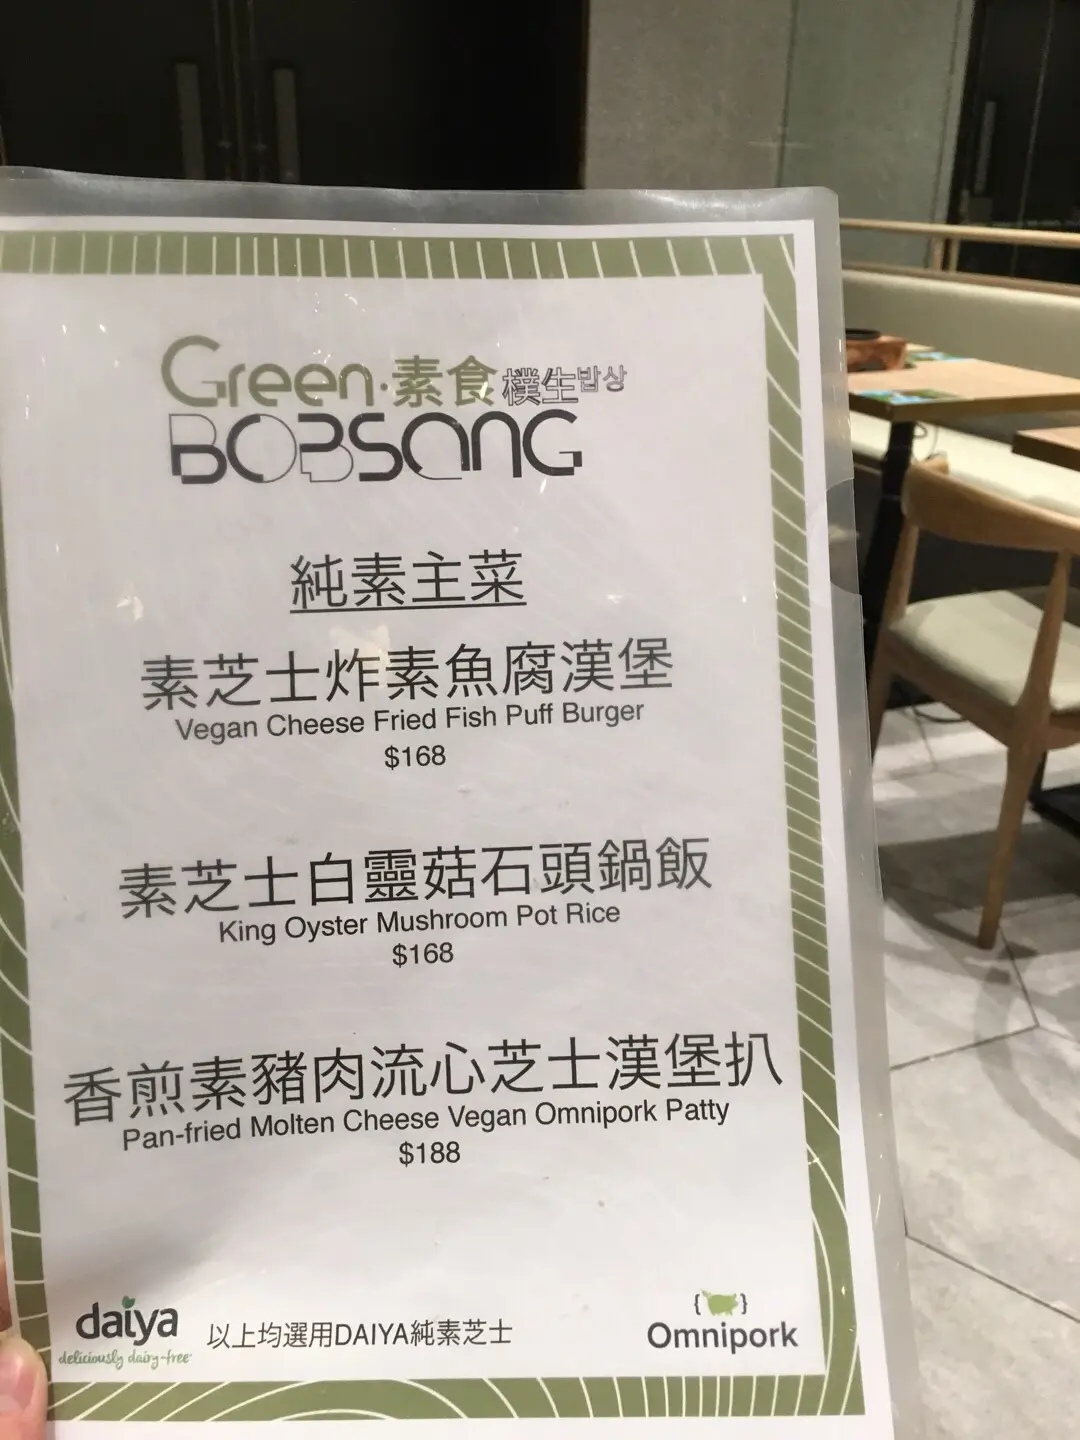 Green·素食樸生밥상
BOBSANG
純素主菜
素芝士炸素魚腐漢堡
Vegan Cheese Fried Fish Puff Burger
$168
素芝士白靈菇石頭鍋飯
King Oyster Mushroom Pot Rice
$168
香煎素豬肉流心芝士漢堡扒
Pan-fried Molten Cheese Vegan Omnipork Patty
$188
daiya
deliciously dairy-free
以上均選用DAIYA純素芝士
{ }
Omnipork